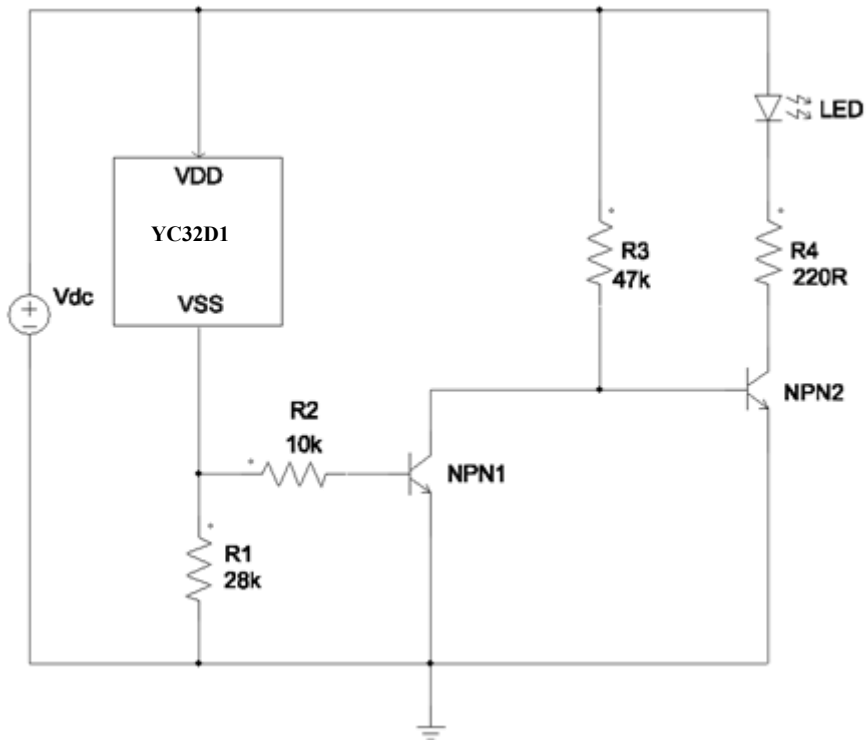 LED
VDD
YC32D1
R3
47k
R4
220R
Vdc
VSS
NPN2
R2
10k
NPN1
R1
28k